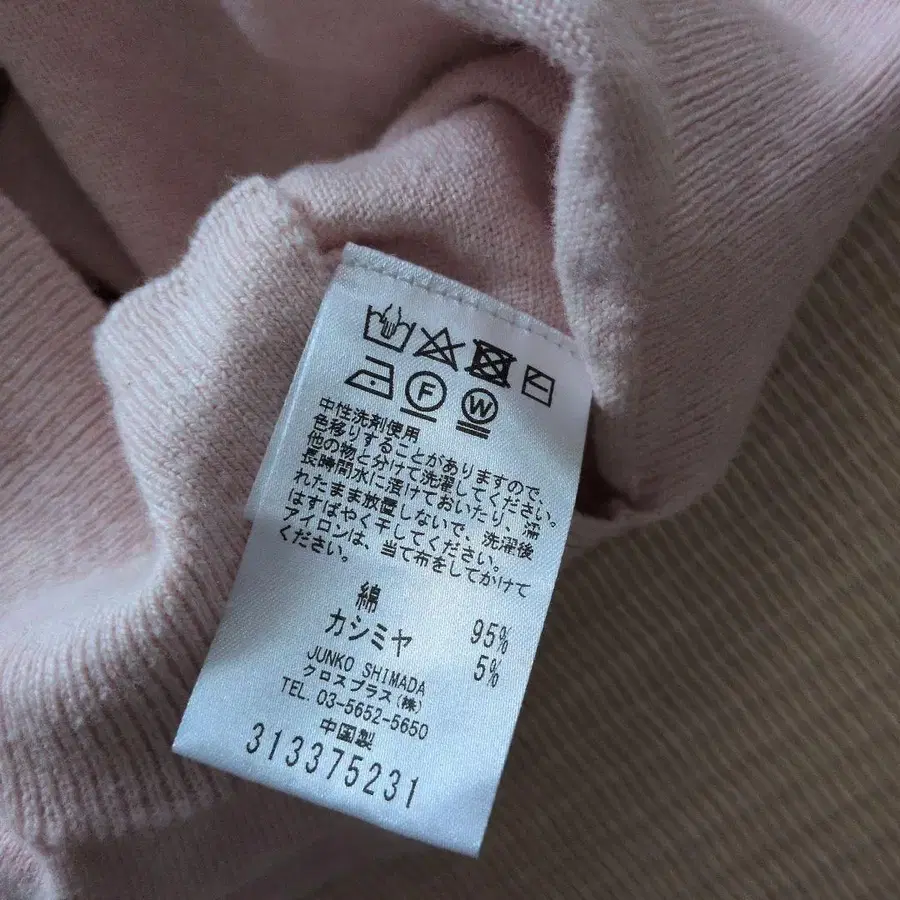 F W
中性洗剤使用
色移りすることがありますので、
他の物と分けて洗濯してください。
長時間水に漬けておいたり、濡
れたまま放置しないで、洗濯後
はすばやく干してください。
アイロンは、当て布をしてかけて
ください。
綿 95%
カシミヤ 5%
JUNKO SHIMADA
クロスプラス(株)
TEL. 03-5652-5650
中国製
313375231